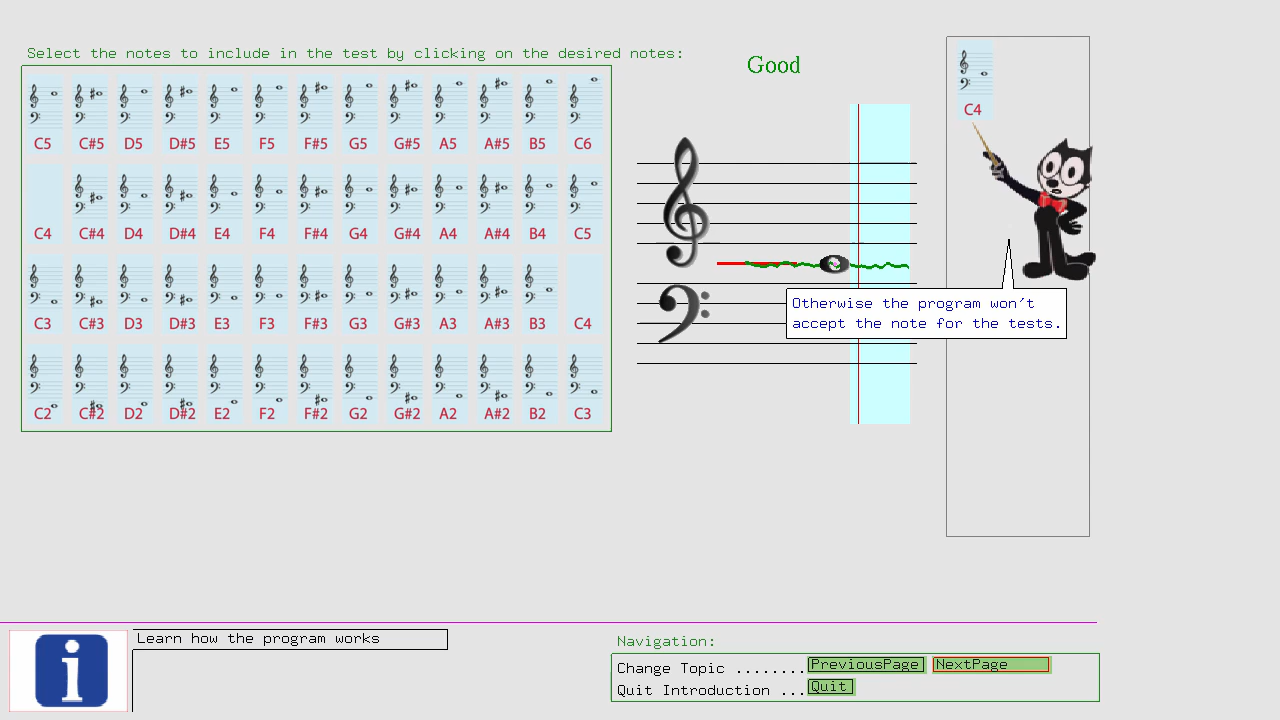 Select the notes to include in the test by clicking on the desired notes:
Good
C4
C5 C#5 D5 D#5 E5 F5 F#5 G5 G#5 A5 A#5 B5 C6
C4 C#4 D4 D#4 E4 F4 F#4 G4 G#4 A4 A#4 B4 C5
C3 C#3 D3 D#3 E3 F3 F#3 G3 G#3 A3 A#3 B3 C4
C2 C#2 D2 D#2 E2 F2 F#2 G2 G#2 A2 A#2 B2 C3
Otherwise the program won't
accept the note for the tests.
i
Learn how the program works
Navigation:
Change Topic ........ PreviousPage NextPage
Quit Introduction ... Quit